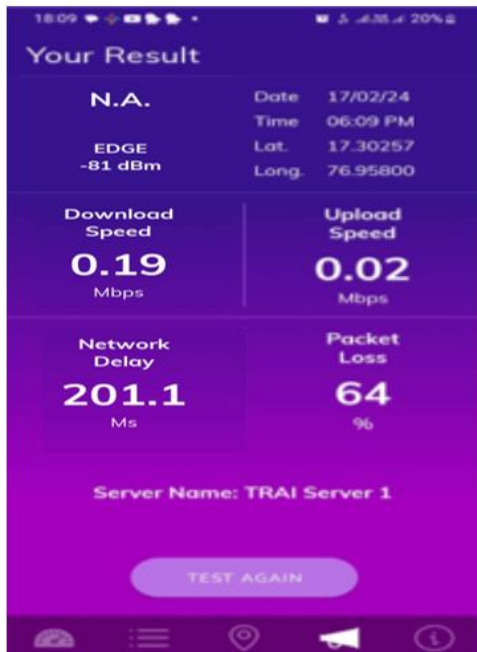 18:09
20%
Your Result
N.A.
EDGE
-81 dBm
Date 17/02/24
Time 06:09 PM
Lat. 17.30257
Long. 76.95800
Download
Speed
0.19
Mbps
Upload
Speed
0.02
Mbps
Network
Delay
201.1
Ms
Packet
Loss
64
%
Server Name: TRAI Server 1
TEST AGAIN